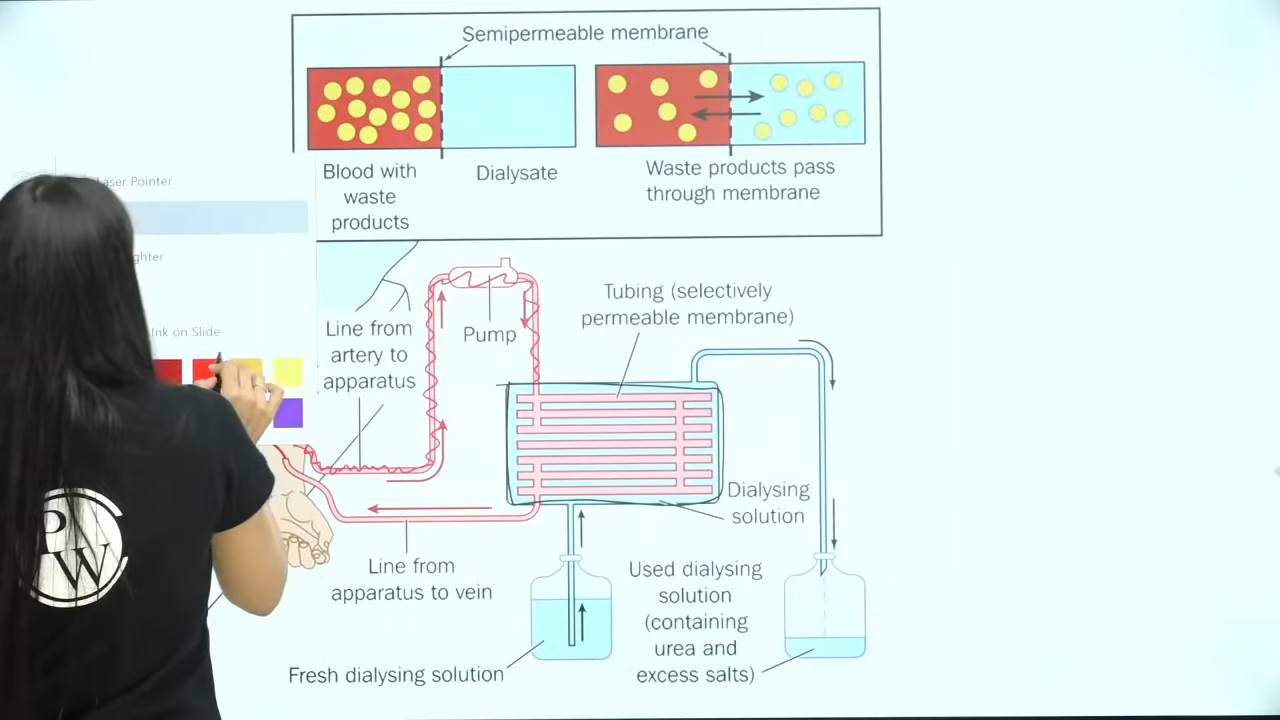 Semipermeable membrane
Blood with
waste
products
Dialysate
Waste products pass
through membrane
Laser Pointer
ghter
Ink on Slide
Line from
artery to
apparatus
Pump
Tubing (selectively
permeable membrane)
Dialysing
solution
Line from
apparatus to vein
Used dialysing
solution
(containing
urea and
excess salts)
Fresh dialysing solution
P
W